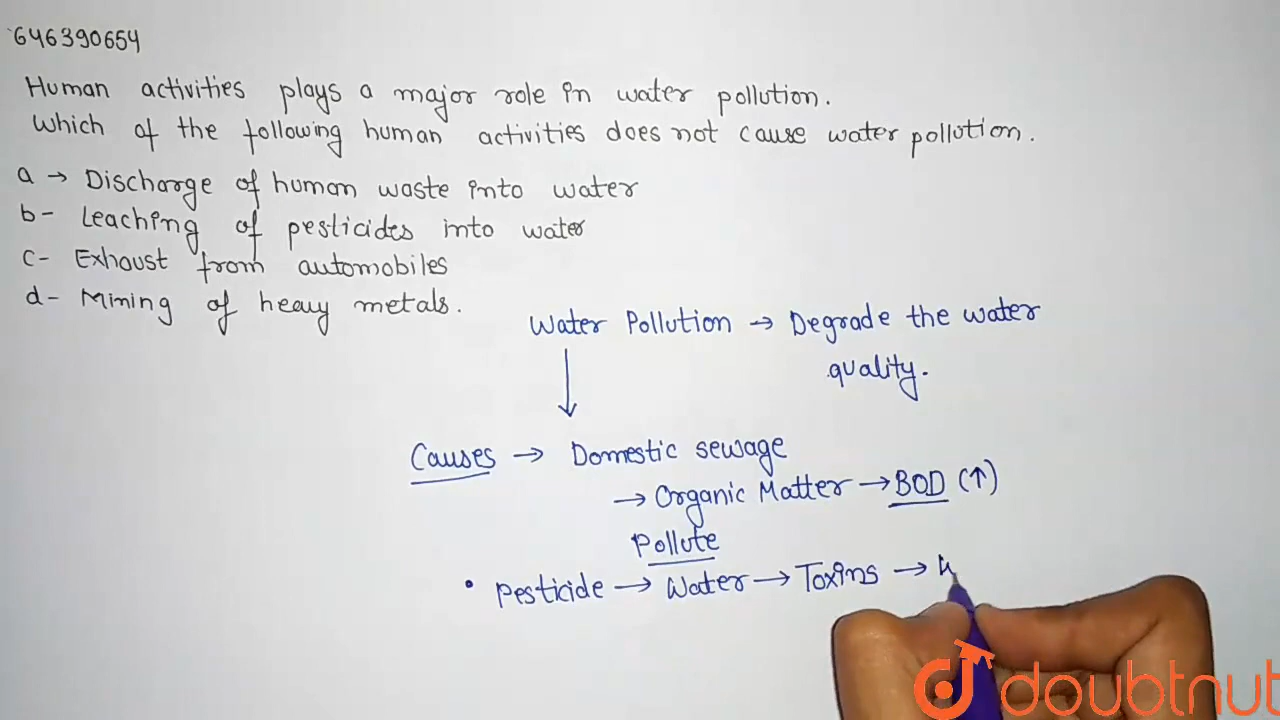 646390654
Human activities plays a major role in water pollution.
Which of the following human activities does not cause water pollution.
a → Discharge of human waste into water
b- Leaching of pesticides into water
c- Exhaust from automobiles
d- Mining of heavy metals.
Water Pollution → Degrade the water
quality.
Causes → Domestic sewage
→ Organic Matter → BOD (↑)
Pollute
• Pesticide → Water → Toxins →
doubtnut